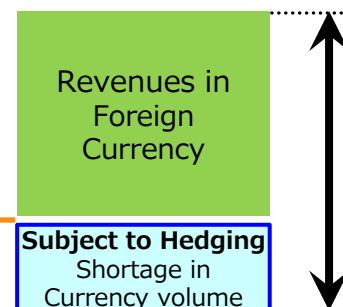 Revenues in
Foreign
Currency
Subject to Hedging
Shortage in
Currency volume